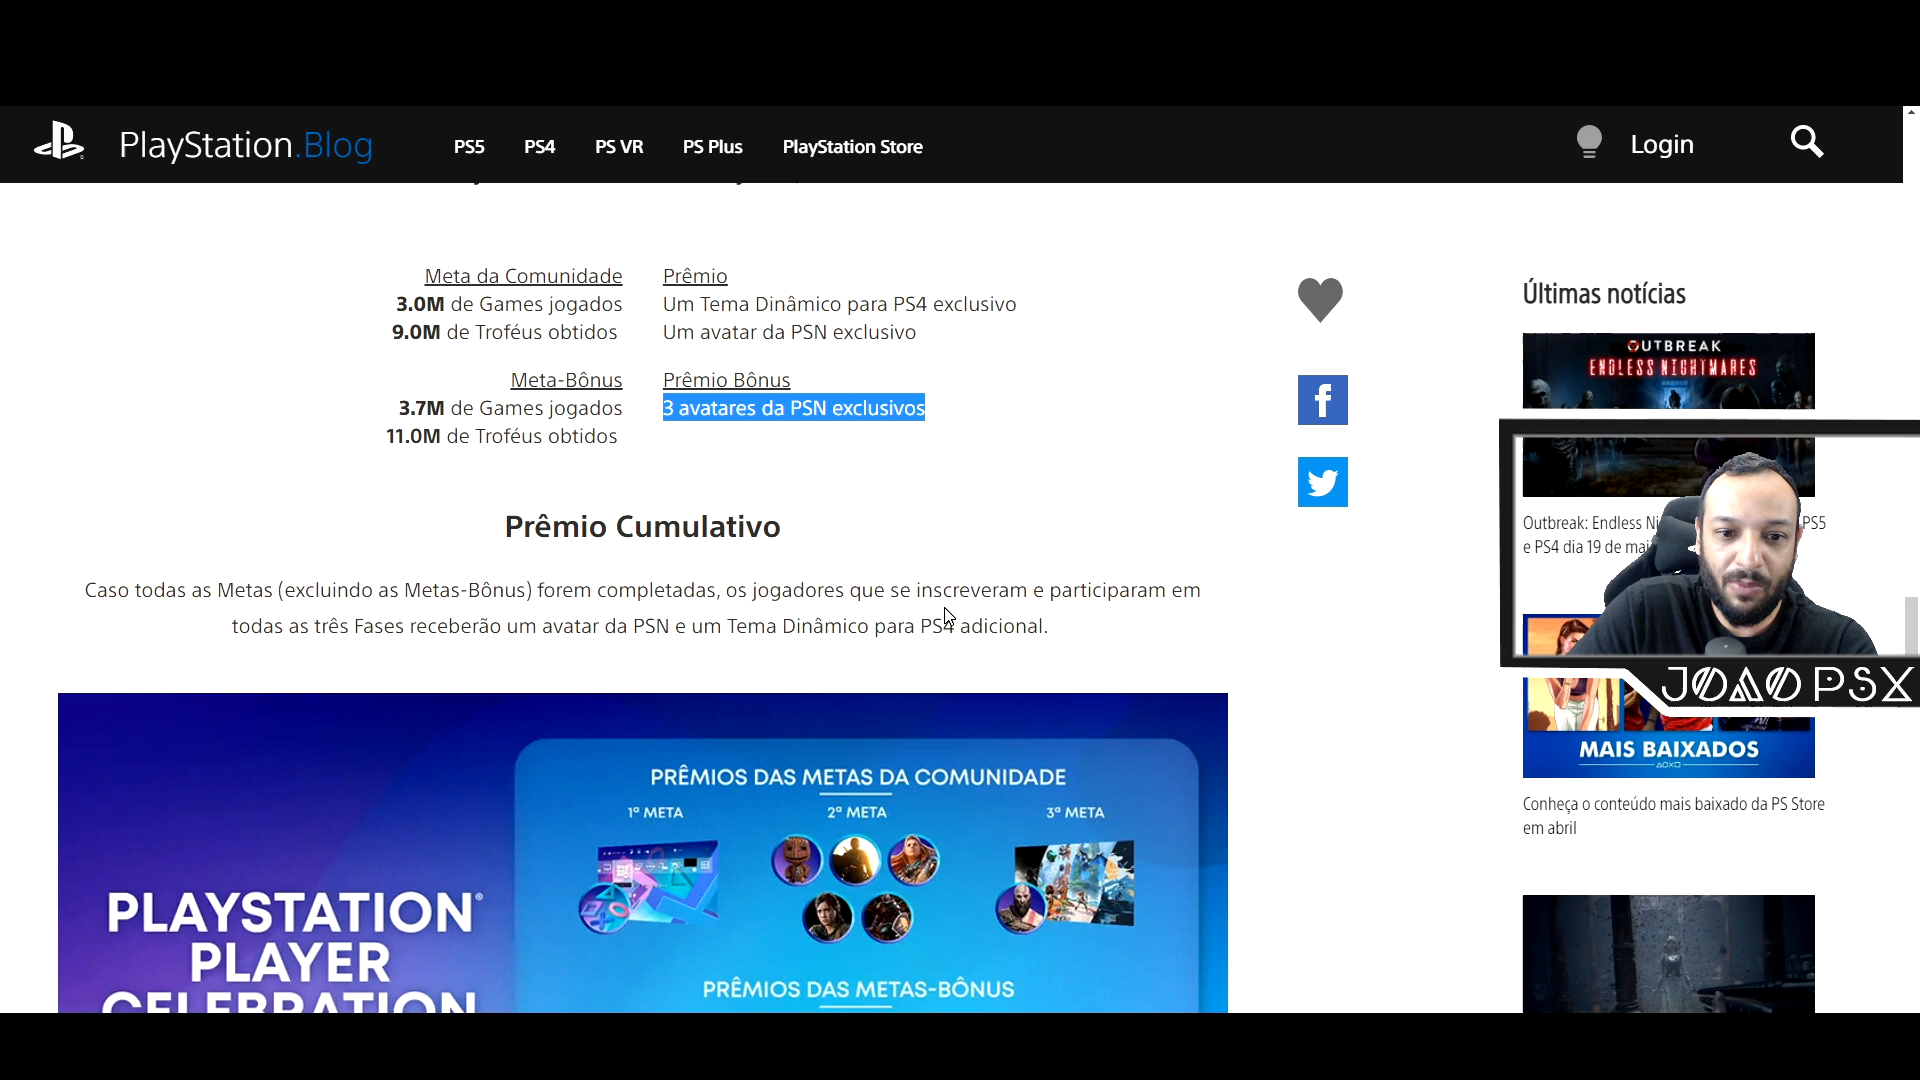 PlayStation.Blog
PS5 PS4 PS VR PS Plus PlayStation Store
Login
Meta da Comunidade
3.0M de Games jogados
9.0M de Troféus obtidos
Prêmio
Um Tema Dinâmico para PS4 exclusivo
Um avatar da PSN exclusivo
Meta-Bônus
3.7M de Games jogados
11.0M de Troféus obtidos
Prêmio Bônus
3 avatares da PSN exclusivos
Prêmio Cumulativo
Caso todas as Metas (excluindo as Metas-Bônus) forem completadas, os jogadores que se inscreveram e participaram em
todas as três Fases receberão um avatar da PSN e um Tema Dinâmico para PS4 adicional.
PLAYSTATION®
PLAYER
CELEBRATION
PRÊMIOS DAS METAS DA COMUNIDADE
1ª META 2ª META 3ª META
PRÊMIOS DAS METAS-BÔNUS
Últimas notícias
OUTBREAK
ENDLESS NIGHTMARES
Outbreak: Endless PS5
e PS4 dia 19 de
JOAO PSX
MAIS BAIXADOS
Conheça o conteúdo mais baixado da PS Store
em abril